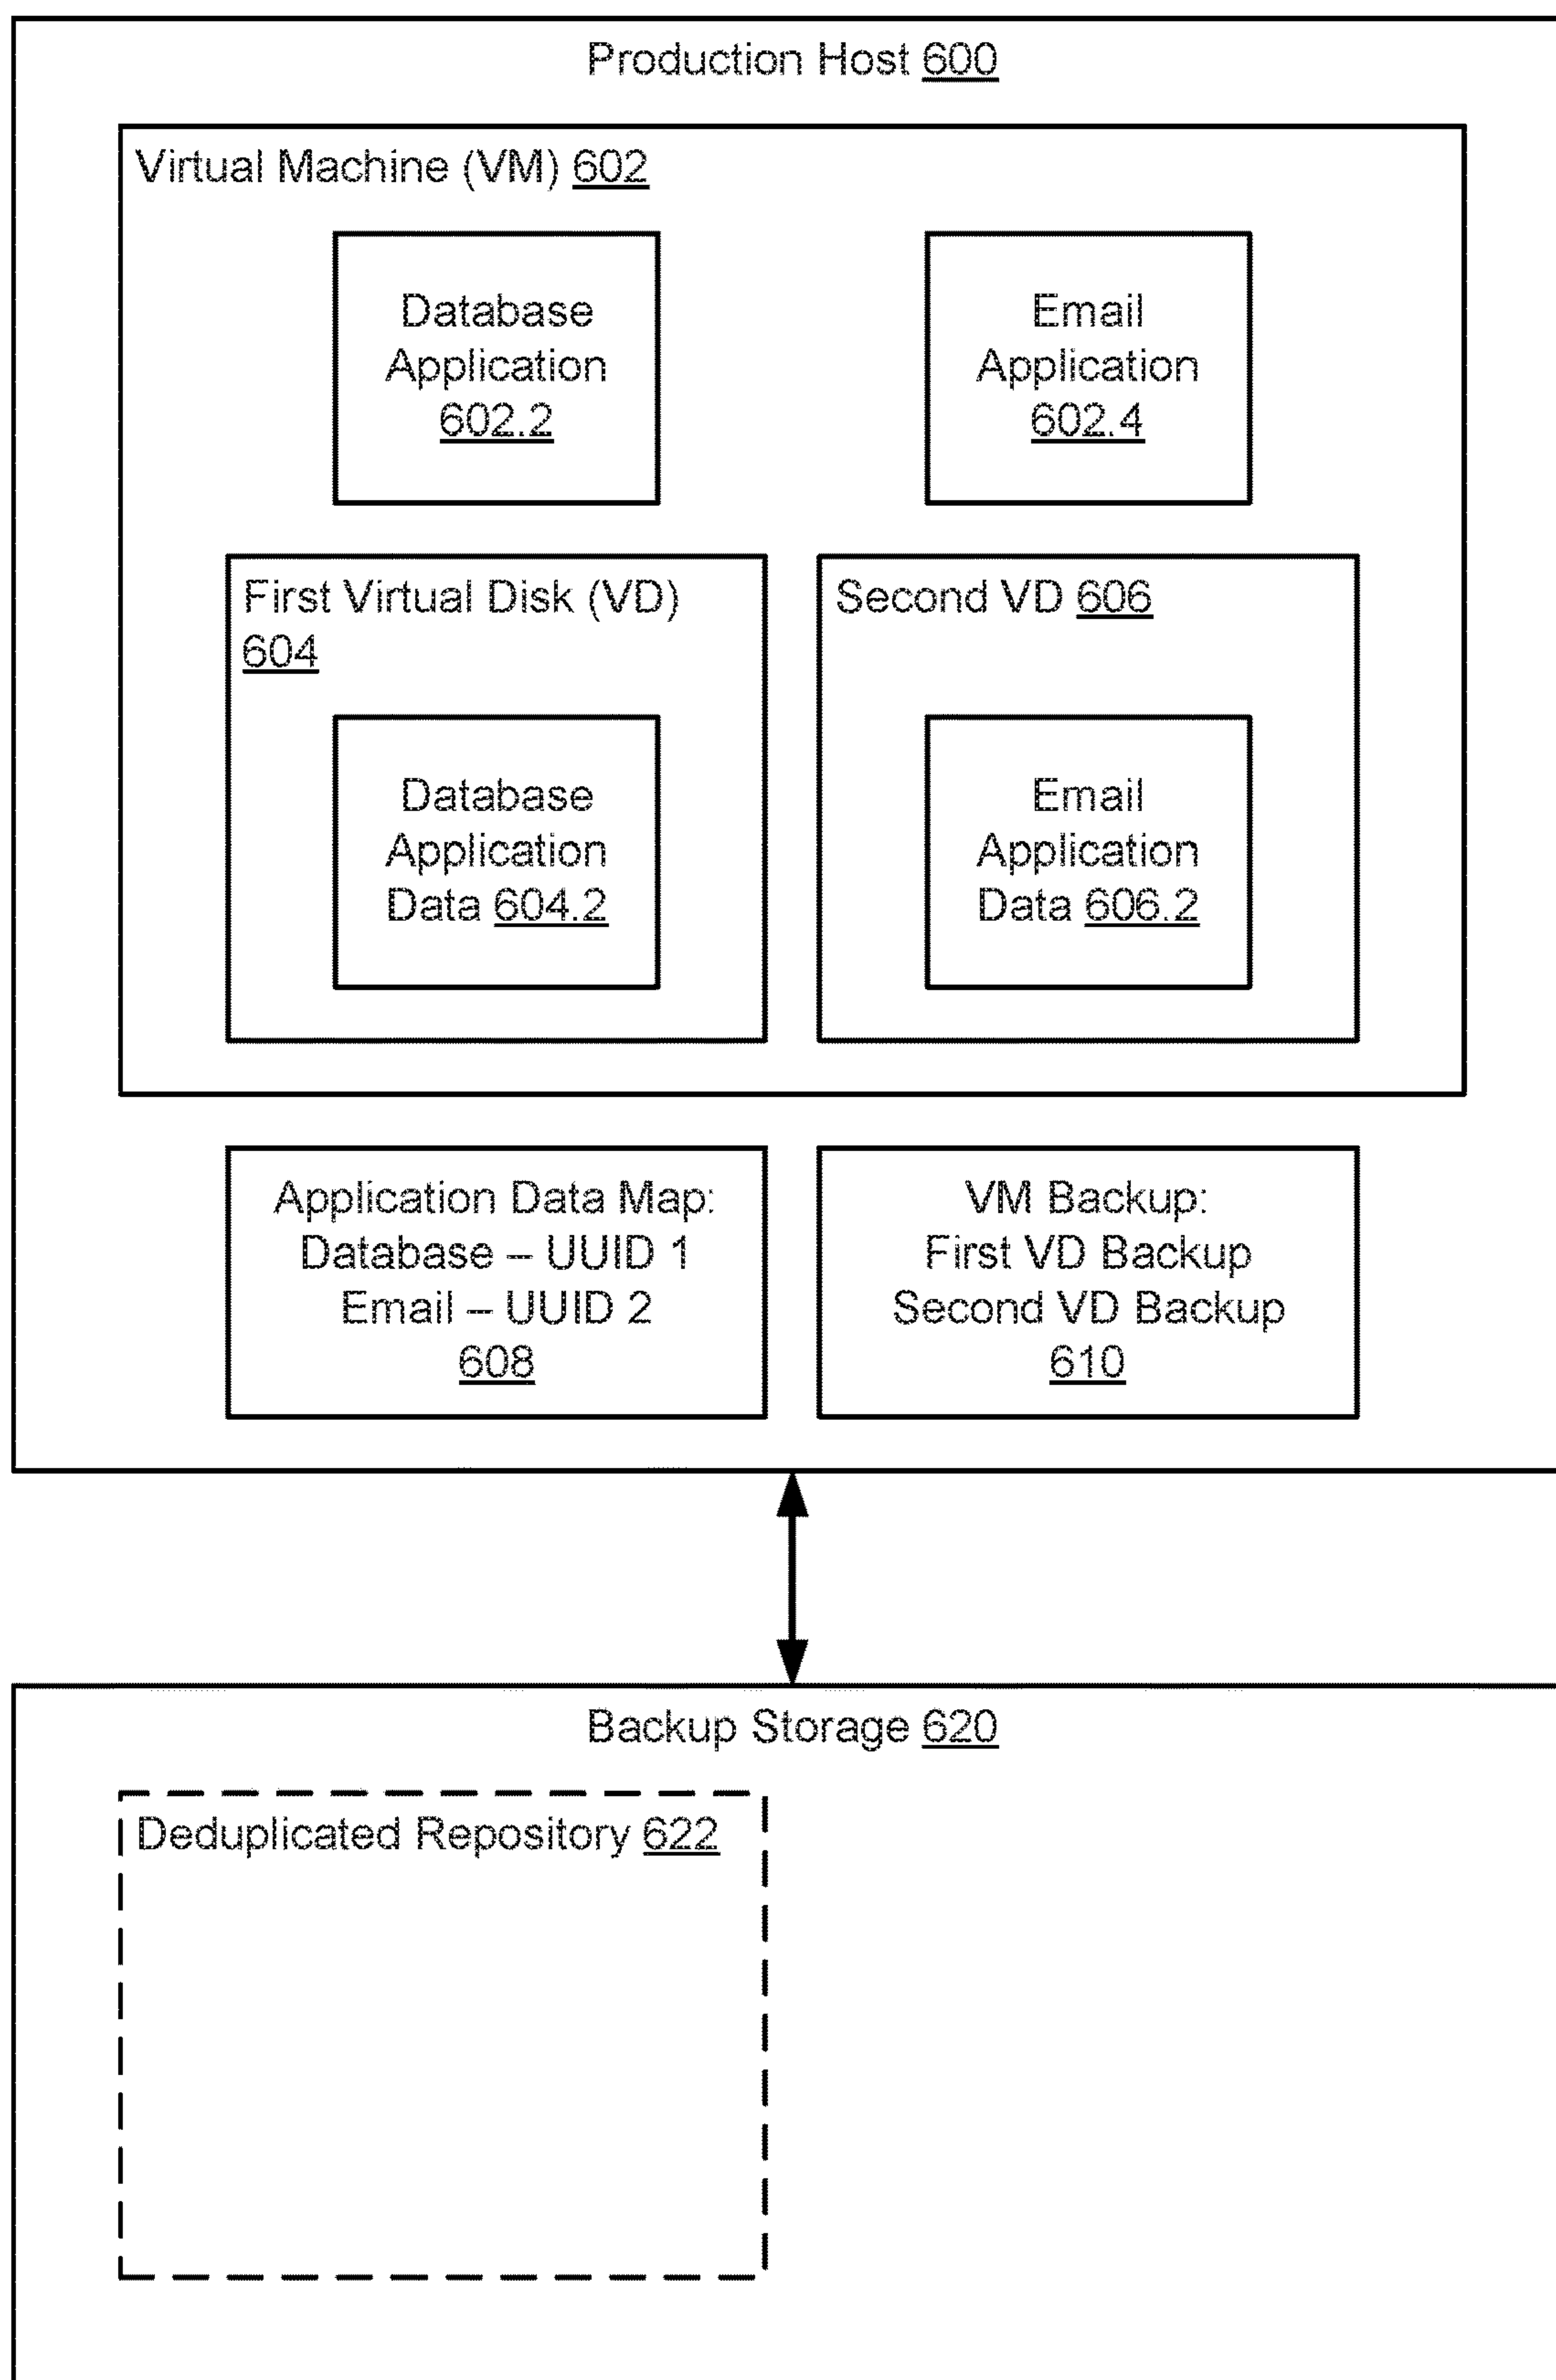 Production Host 600
Virtual Machine (VM) 602
Database
Application
602.2
Email
Application
602.4
First Virtual Disk (VD)
604
Database
Application
Data 604.2
Second VD 606
Email
Application
Data 606.2
Application Data Map:
Database – UUID 1
Email – UUID 2
608
VM Backup:
First VD Backup
Second VD Backup
610
Backup Storage 620
Deduplicated Repository 622